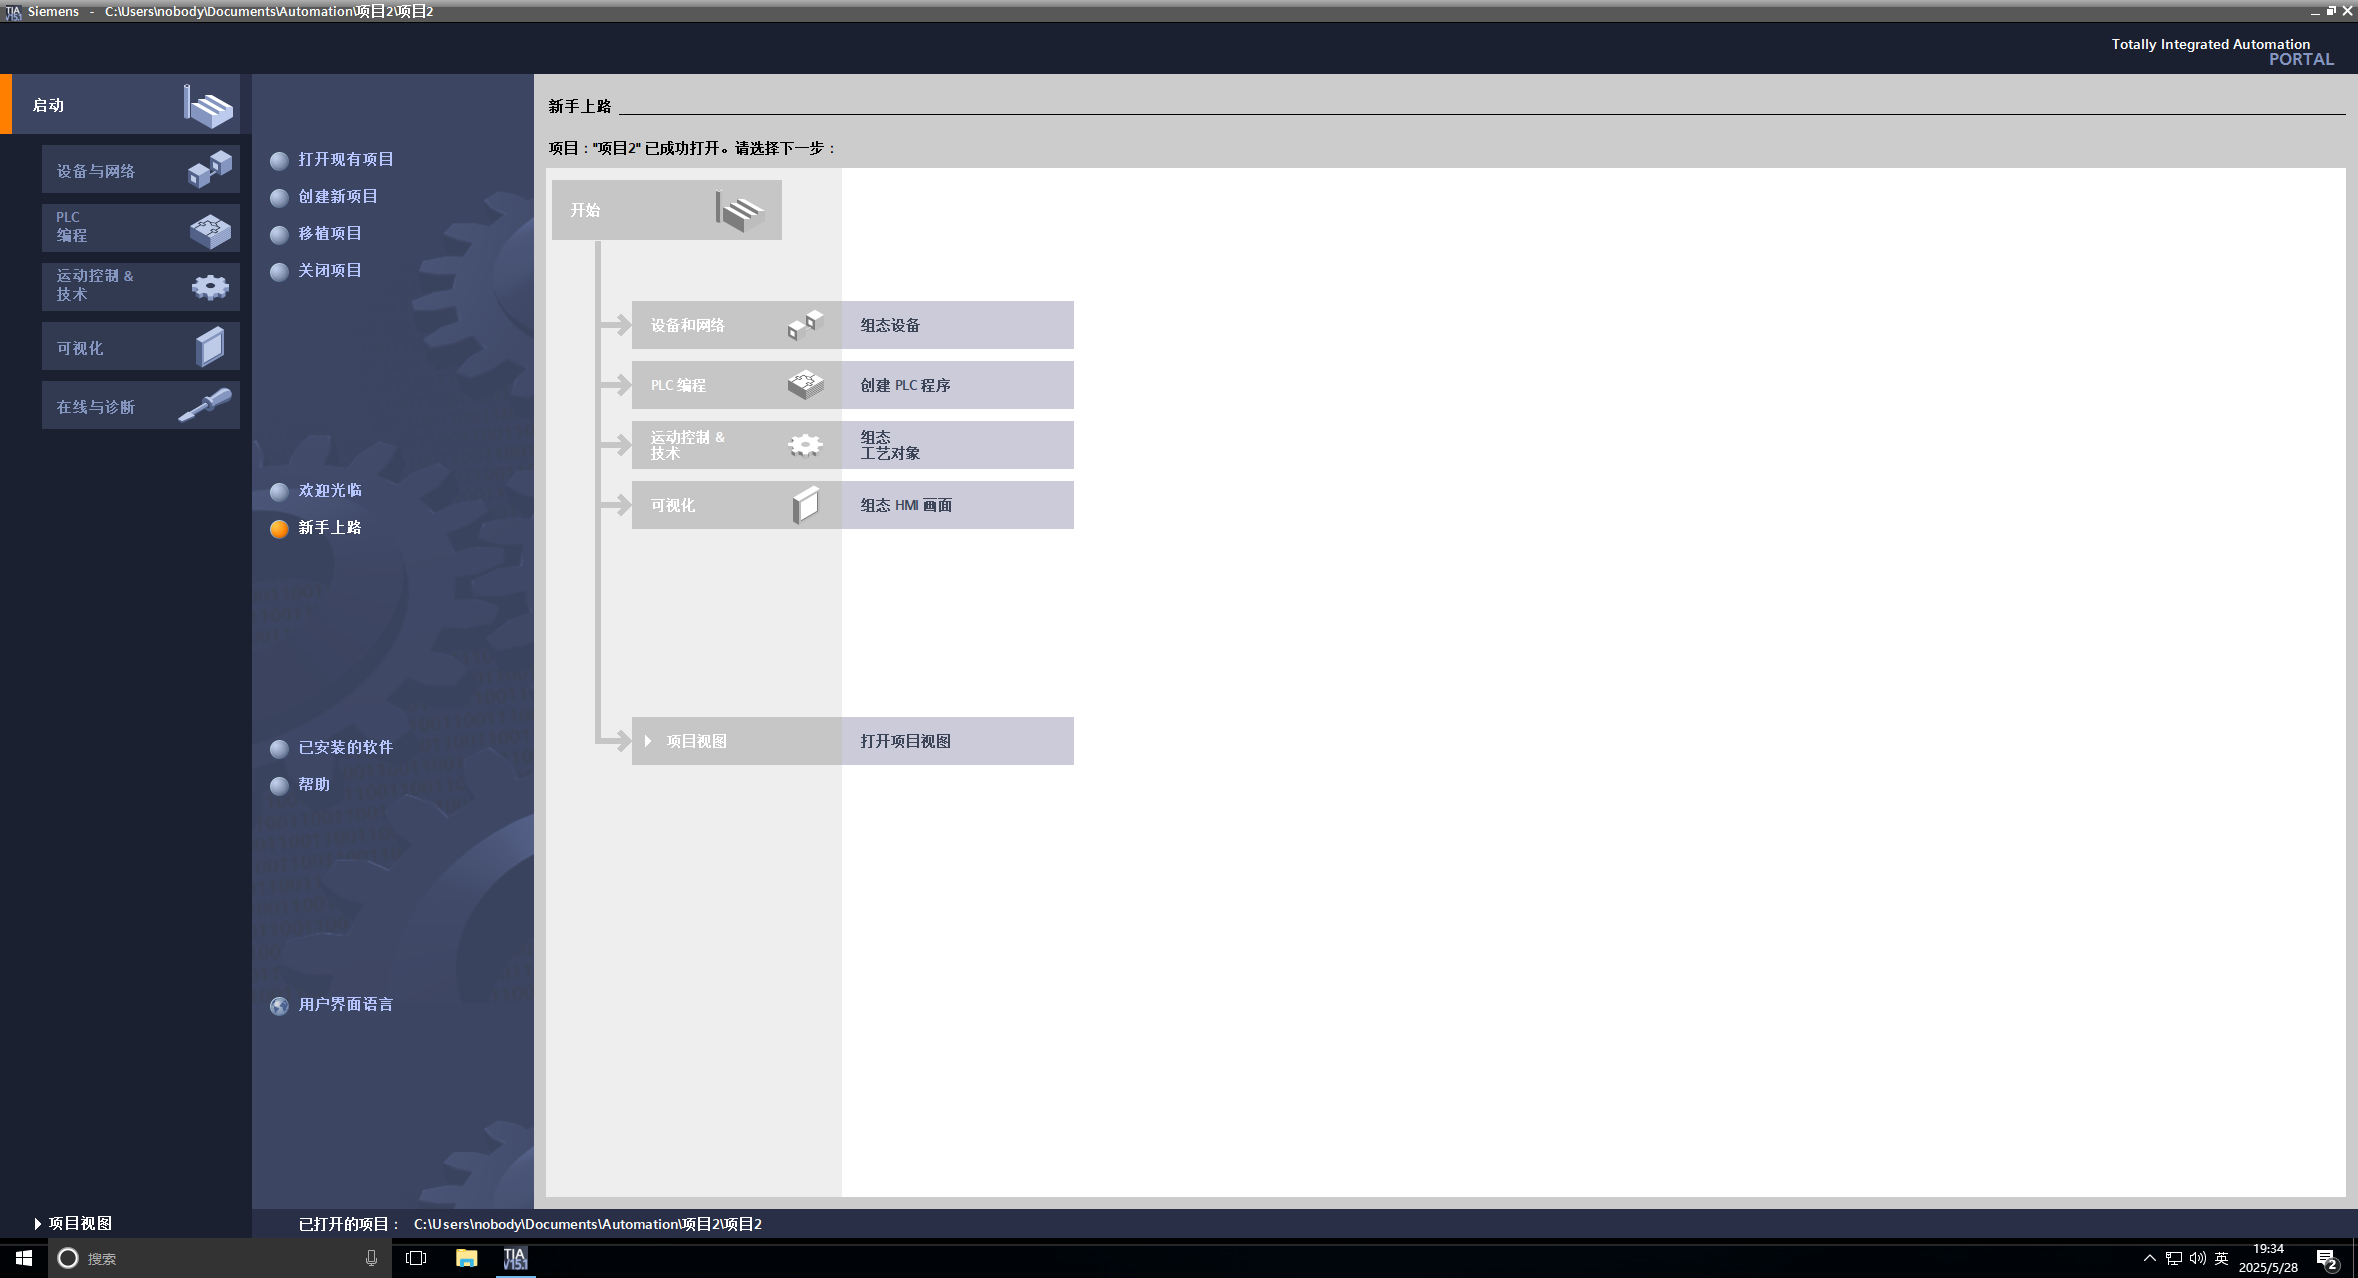 Siemens - C:\Users\nobody\Documents\Automation\项目2\项目2
Totally Integrated Automation
PORTAL
启动
设备与网络
PLC
编程
运动控制 &
技术
可视化
在线与诊断
打开现有项目
创建新项目
移植项目
关闭项目
欢迎光临
新手上路
已安装的软件
帮助
用户界面语言
新手上路
项目："项目2" 已成功打开。请选择下一步：
开始
设备和网络
组态设备
PLC 编程
创建 PLC 程序
运动控制 &
技术
组态
工艺对象
可视化
组态 HMI 画面
项目视图
打开项目视图
项目视图
已打开的项目： C:\Users\nobody\Documents\Automation\项目2\项目2
搜索
TIA
V15.1
英
19:34
2025/5/28
2